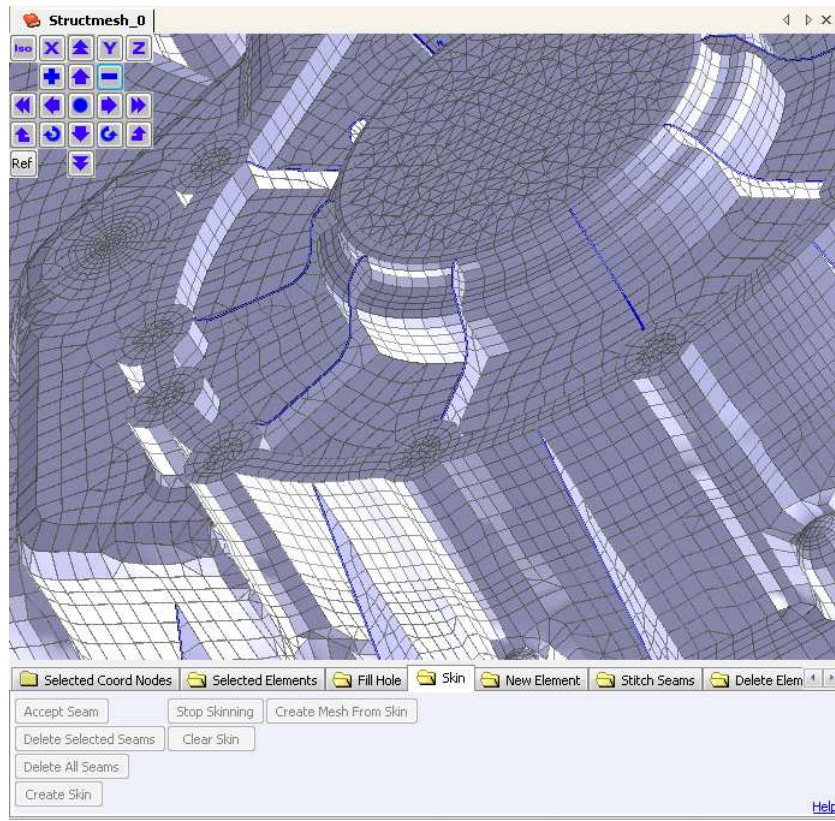 Structmesh_0
Iso X Y Z
Ref
Selected Coord Nodes Selected Elements Fill Hole Skin New Element Stitch Seams Delete Elem
Accept Seam Stop Skinning Create Mesh From Skin
Delete Selected Seams Clear Skin
Delete All Seams
Create Skin
Help